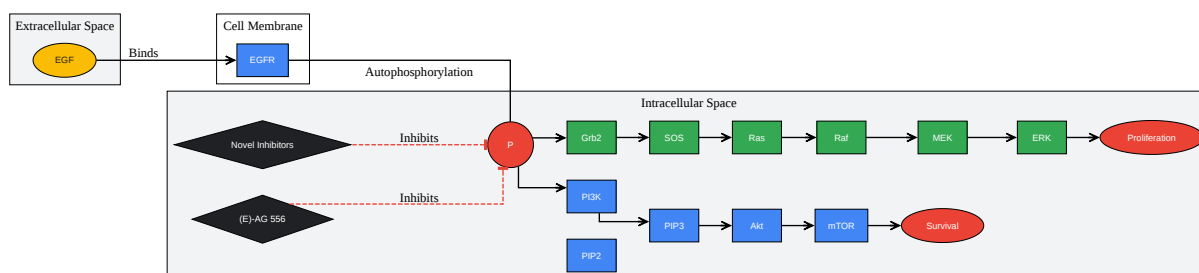 Extracellular Space
Cell Membrane
EGF
Binds
EGFR
Autophosphorylation
Intracellular Space
Novel Inhibitors
Inhibits
P
Grb2
SOS
Ras
Raf
MEK
ERK
Proliferation
(E)-AG 556
Inhibits
PI3K
PIP3
Akt
mTOR
Survival
PIP2